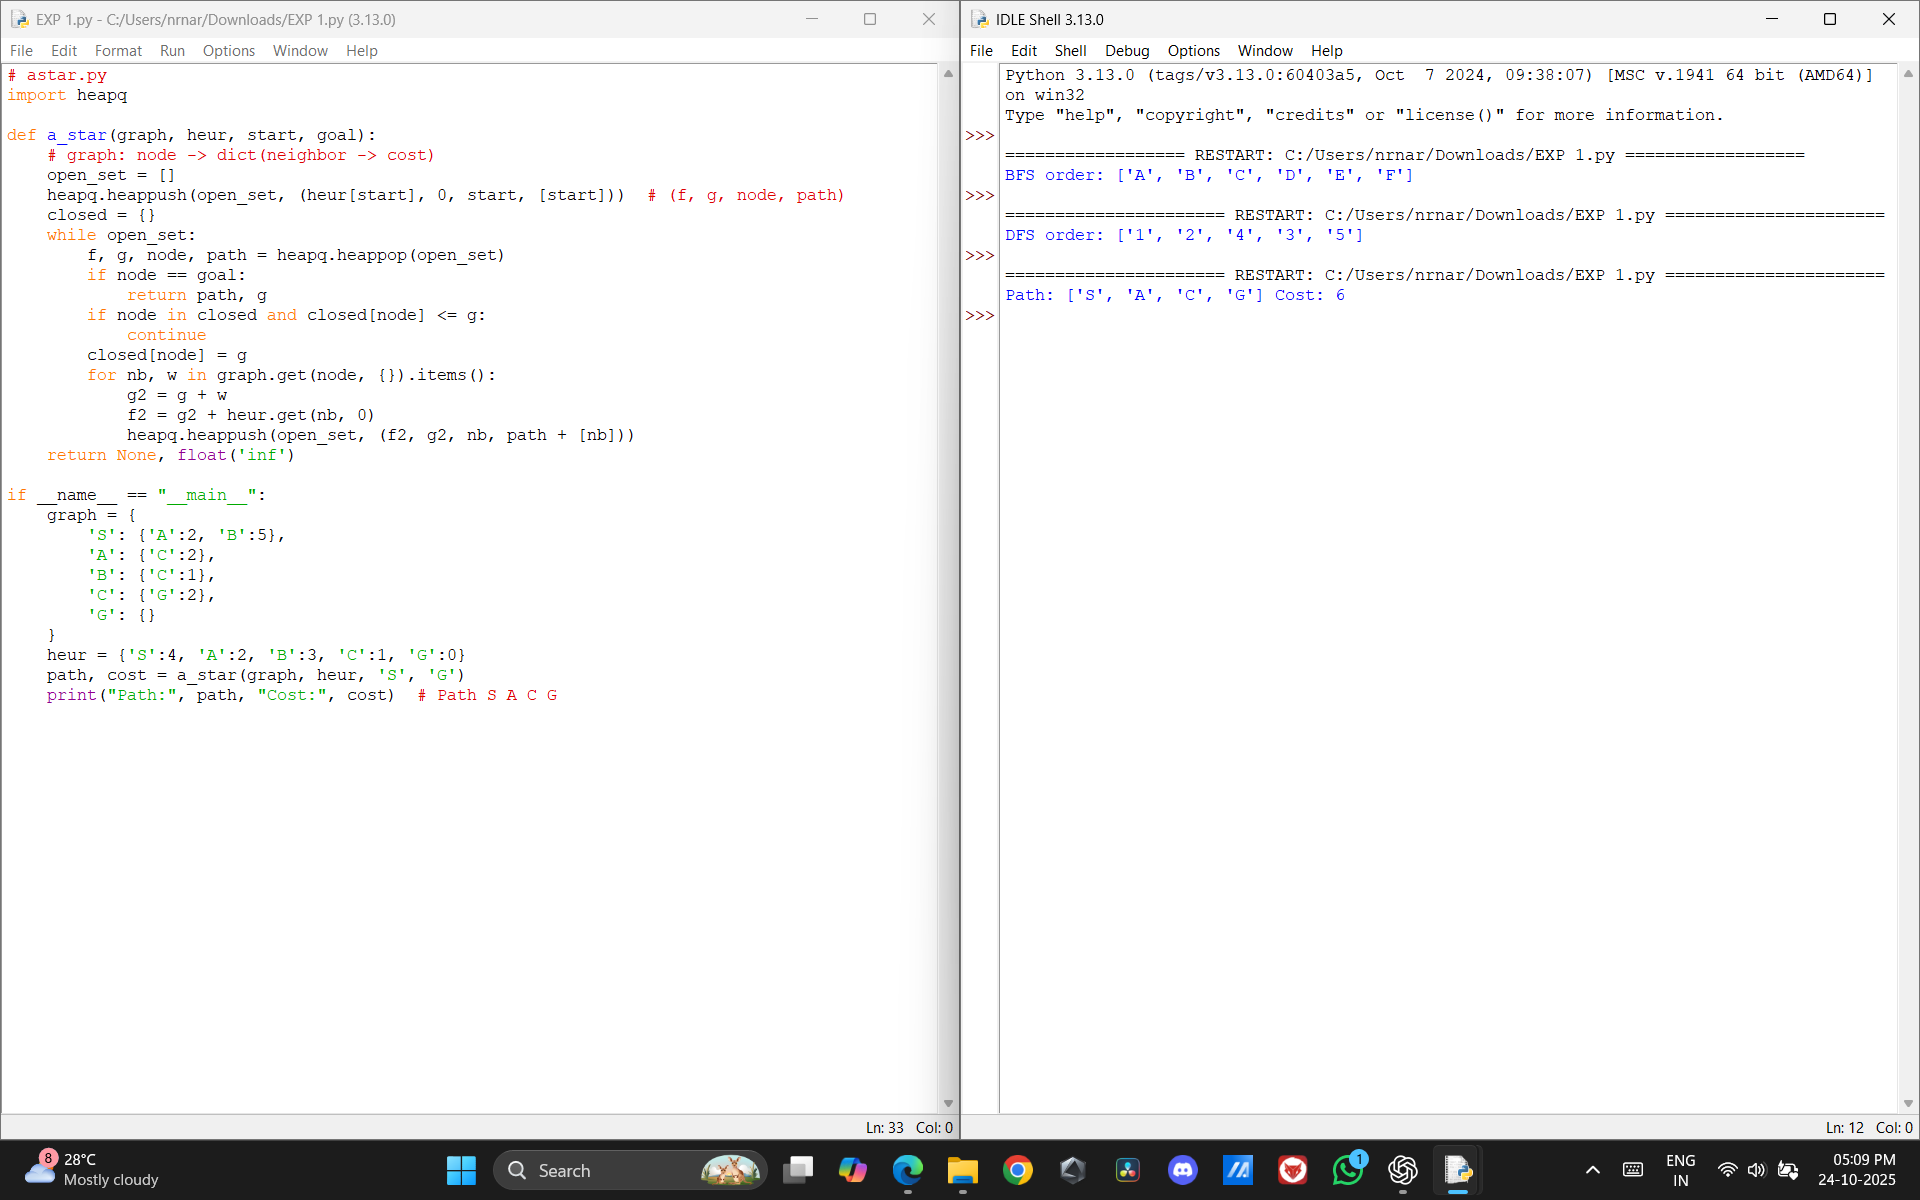 EXP 1.py - C:/Users/nrnar/Downloads/EXP 1.py (3.13.0)
File Edit Format Run Options Window Help
# astar.py
import heapq

def a_star(graph, heur, start, goal):
    # graph: node -> dict(neighbor -> cost)
    open_set = []
    heapq.heappush(open_set, (heur[start], 0, start, [start]))  # (f, g, node, path)
    closed = {}
    while open_set:
        f, g, node, path = heapq.heappop(open_set)
        if node == goal:
            return path, g
        if node in closed and closed[node] <= g:
            continue
        closed[node] = g
        for nb, w in graph.get(node, {}).items():
            g2 = g + w
            f2 = g2 + heur.get(nb, 0)
            heapq.heappush(open_set, (f2, g2, nb, path + [nb]))
    return None, float('inf')

if __name__ == "__main__":
    graph = {
        'S': {'A':2, 'B':5},
        'A': {'C':2},
        'B': {'C':1},
        'C': {'G':2},
        'G': {}
    }
    heur = {'S':4, 'A':2, 'B':3, 'C':1, 'G':0}
    path, cost = a_star(graph, heur, 'S', 'G')
    print("Path:", path, "Cost:", cost)  # Path S A C G
Ln: 33 Col: 0
IDLE Shell 3.13.0
File Edit Shell Debug Options Window Help
Python 3.13.0 (tags/v3.13.0:60403a5, Oct  7 2024, 09:38:07) [MSC v.1941 64 bit (AMD64)]
on win32
Type "help", "copyright", "credits" or "license()" for more information.
>>>
================== RESTART: C:/Users/nrnar/Downloads/EXP 1.py ==================
BFS order: ['A', 'B', 'C', 'D', 'E', 'F']
>>>
====================== RESTART: C:/Users/nrnar/Downloads/EXP 1.py ======================
DFS order: ['1', '2', '4', '3', '5']
>>>
====================== RESTART: C:/Users/nrnar/Downloads/EXP 1.py ======================
Path: ['S', 'A', 'C', 'G'] Cost: 6
>>>
Ln: 12 Col: 0
8
28°C
Mostly cloudy
Search
1
ENG
IN
05:09 PM
24-10-2025